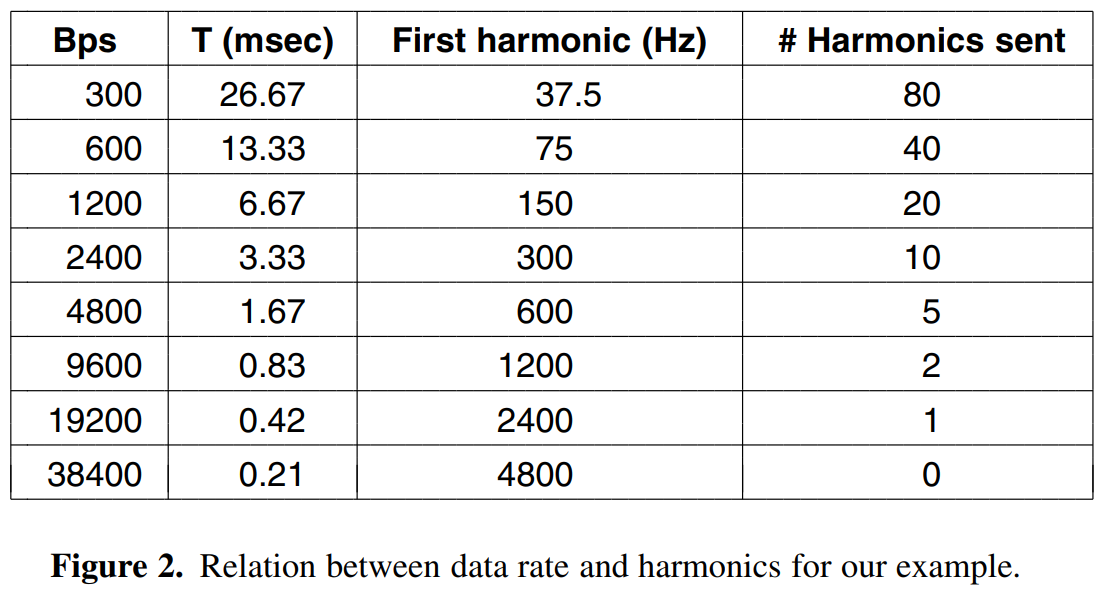 Bps T (msec) First harmonic (Hz) # Harmonics sent
300 26.67 37.5 80
600 13.33 75 40
1200 6.67 150 20
2400 3.33 300 10
4800 1.67 600 5
9600 0.83 1200 2
19200 0.42 2400 1
38400 0.21 4800 0
Figure 2. Relation between data rate and harmonics for our example.